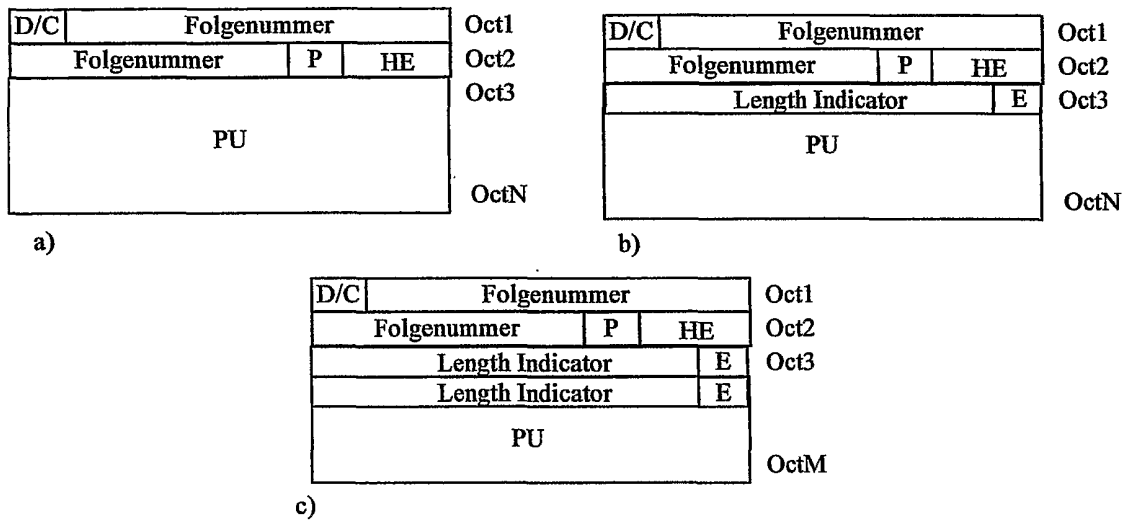 D/C Folgenummer Oct1
Folgenummer P HE Oct2
Oct3
PU
OctN
a)
D/C Folgenummer Oct1
Folgenummer P HE Oct2
Length Indicator E Oct3
PU
OctN
b)
D/C Folgenummer Oct1
Folgenummer P HE Oct2
Length Indicator E Oct3
Length Indicator E
PU
OctM
c)